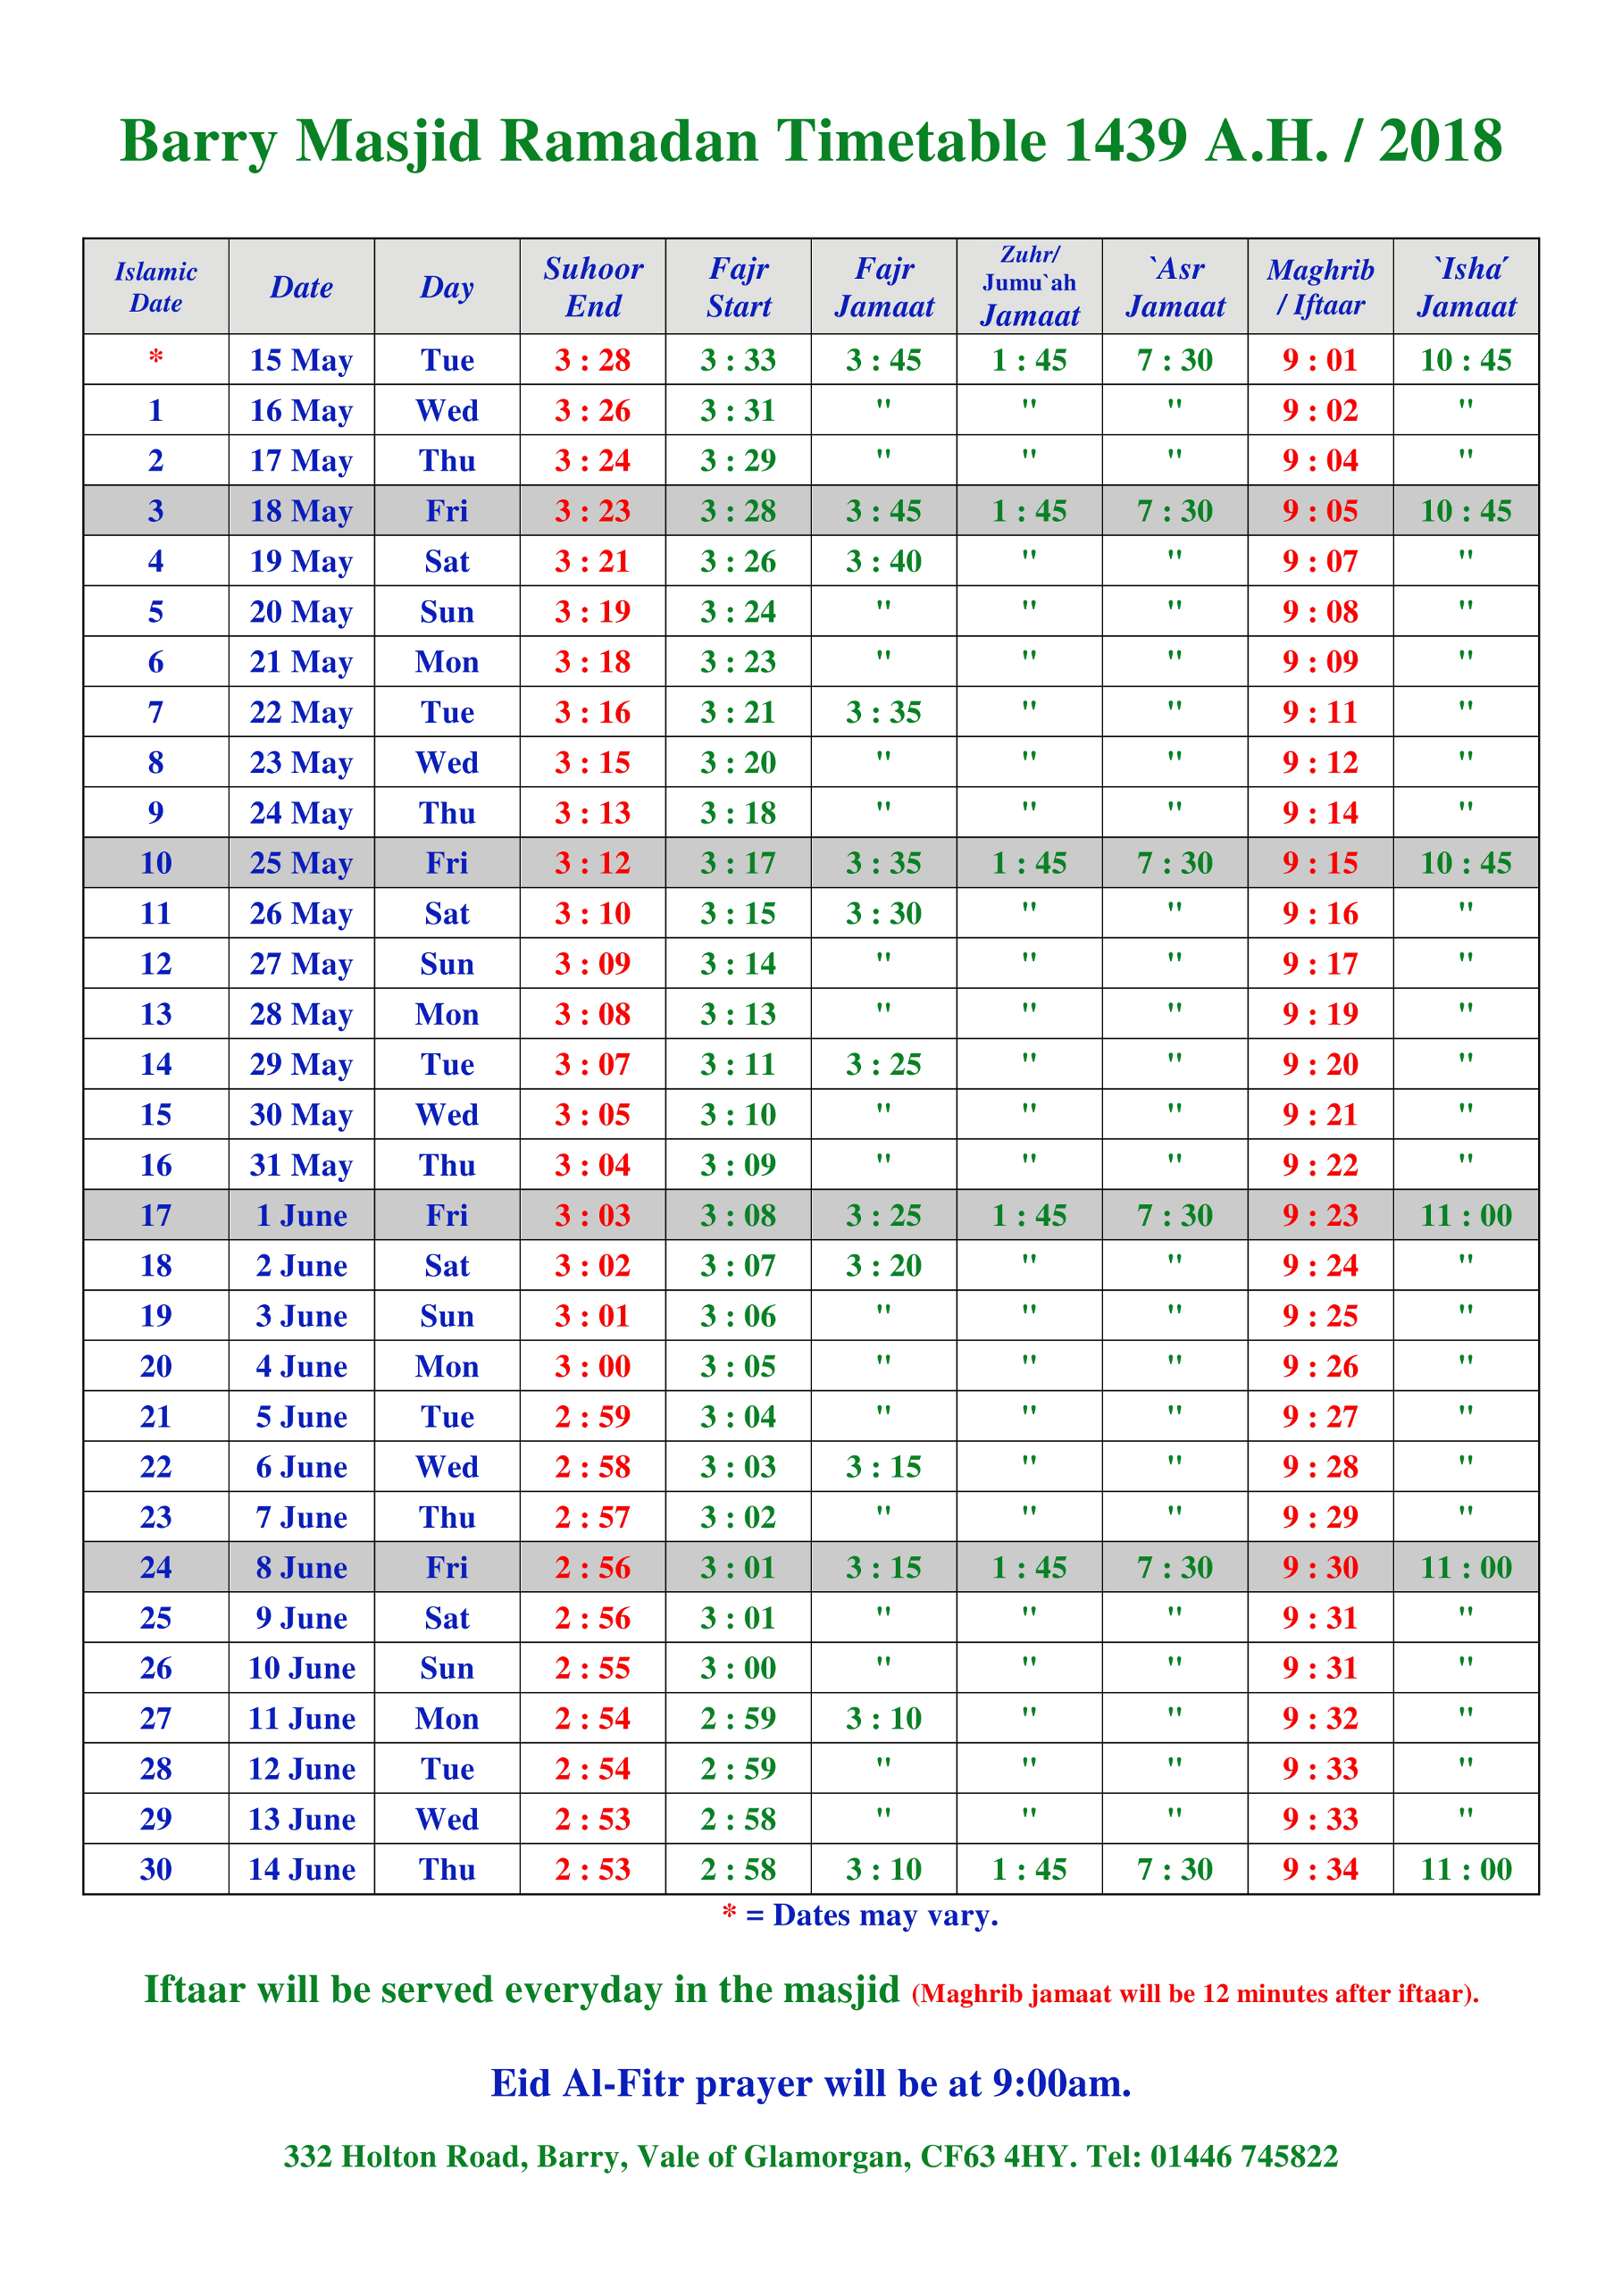 Barry Masjid Ramadan Timetable 1439 A.H. / 2018
Islamic Date | Date | Day | Suhoor End | Fajr Start | Fajr Jamaat | Zuhr/ Jumu`ah Jamaat | `Asr Jamaat | Maghrib / Iftaar | `Isha´ Jamaat
* 15 May Tue 3 : 28 3 : 33 3 : 45 1 : 45 7 : 30 9 : 01 10 : 45
1 16 May Wed 3 : 26 3 : 31 " " " 9 : 02 "
2 17 May Thu 3 : 24 3 : 29 " " " 9 : 04 "
3 18 May Fri 3 : 23 3 : 28 3 : 45 1 : 45 7 : 30 9 : 05 10 : 45
4 19 May Sat 3 : 21 3 : 26 3 : 40 " " 9 : 07 "
5 20 May Sun 3 : 19 3 : 24 " " " 9 : 08 "
6 21 May Mon 3 : 18 3 : 23 " " " 9 : 09 "
7 22 May Tue 3 : 16 3 : 21 3 : 35 " " 9 : 11 "
8 23 May Wed 3 : 15 3 : 20 " " " 9 : 12 "
9 24 May Thu 3 : 13 3 : 18 " " " 9 : 14 "
10 25 May Fri 3 : 12 3 : 17 3 : 35 1 : 45 7 : 30 9 : 15 10 : 45
11 26 May Sat 3 : 10 3 : 15 3 : 30 " " 9 : 16 "
12 27 May Sun 3 : 09 3 : 14 " " " 9 : 17 "
13 28 May Mon 3 : 08 3 : 13 " " " 9 : 19 "
14 29 May Tue 3 : 07 3 : 11 3 : 25 " " 9 : 20 "
15 30 May Wed 3 : 05 3 : 10 " " " 9 : 21 "
16 31 May Thu 3 : 04 3 : 09 " " " 9 : 22 "
17 1 June Fri 3 : 03 3 : 08 3 : 25 1 : 45 7 : 30 9 : 23 11 : 00
18 2 June Sat 3 : 02 3 : 07 3 : 20 " " 9 : 24 "
19 3 June Sun 3 : 01 3 : 06 " " " 9 : 25 "
20 4 June Mon 3 : 00 3 : 05 " " " 9 : 26 "
21 5 June Tue 2 : 59 3 : 04 " " " 9 : 27 "
22 6 June Wed 2 : 58 3 : 03 3 : 15 " " 9 : 28 "
23 7 June Thu 2 : 57 3 : 02 " " " 9 : 29 "
24 8 June Fri 2 : 56 3 : 01 3 : 15 1 : 45 7 : 30 9 : 30 11 : 00
25 9 June Sat 2 : 56 3 : 01 " " " 9 : 31 "
26 10 June Sun 2 : 55 3 : 00 " " " 9 : 31 "
27 11 June Mon 2 : 54 2 : 59 3 : 10 " " 9 : 32 "
28 12 June Tue 2 : 54 2 : 59 " " " 9 : 33 "
29 13 June Wed 2 : 53 2 : 58 " " " 9 : 33 "
30 14 June Thu 2 : 53 2 : 58 3 : 10 1 : 45 7 : 30 9 : 34 11 : 00
* = Dates may vary.
Iftaar will be served everyday in the masjid (Maghrib jamaat will be 12 minutes after iftaar).
Eid Al-Fitr prayer will be at 9:00am.
332 Holton Road, Barry, Vale of Glamorgan, CF63 4HY. Tel: 01446 745822